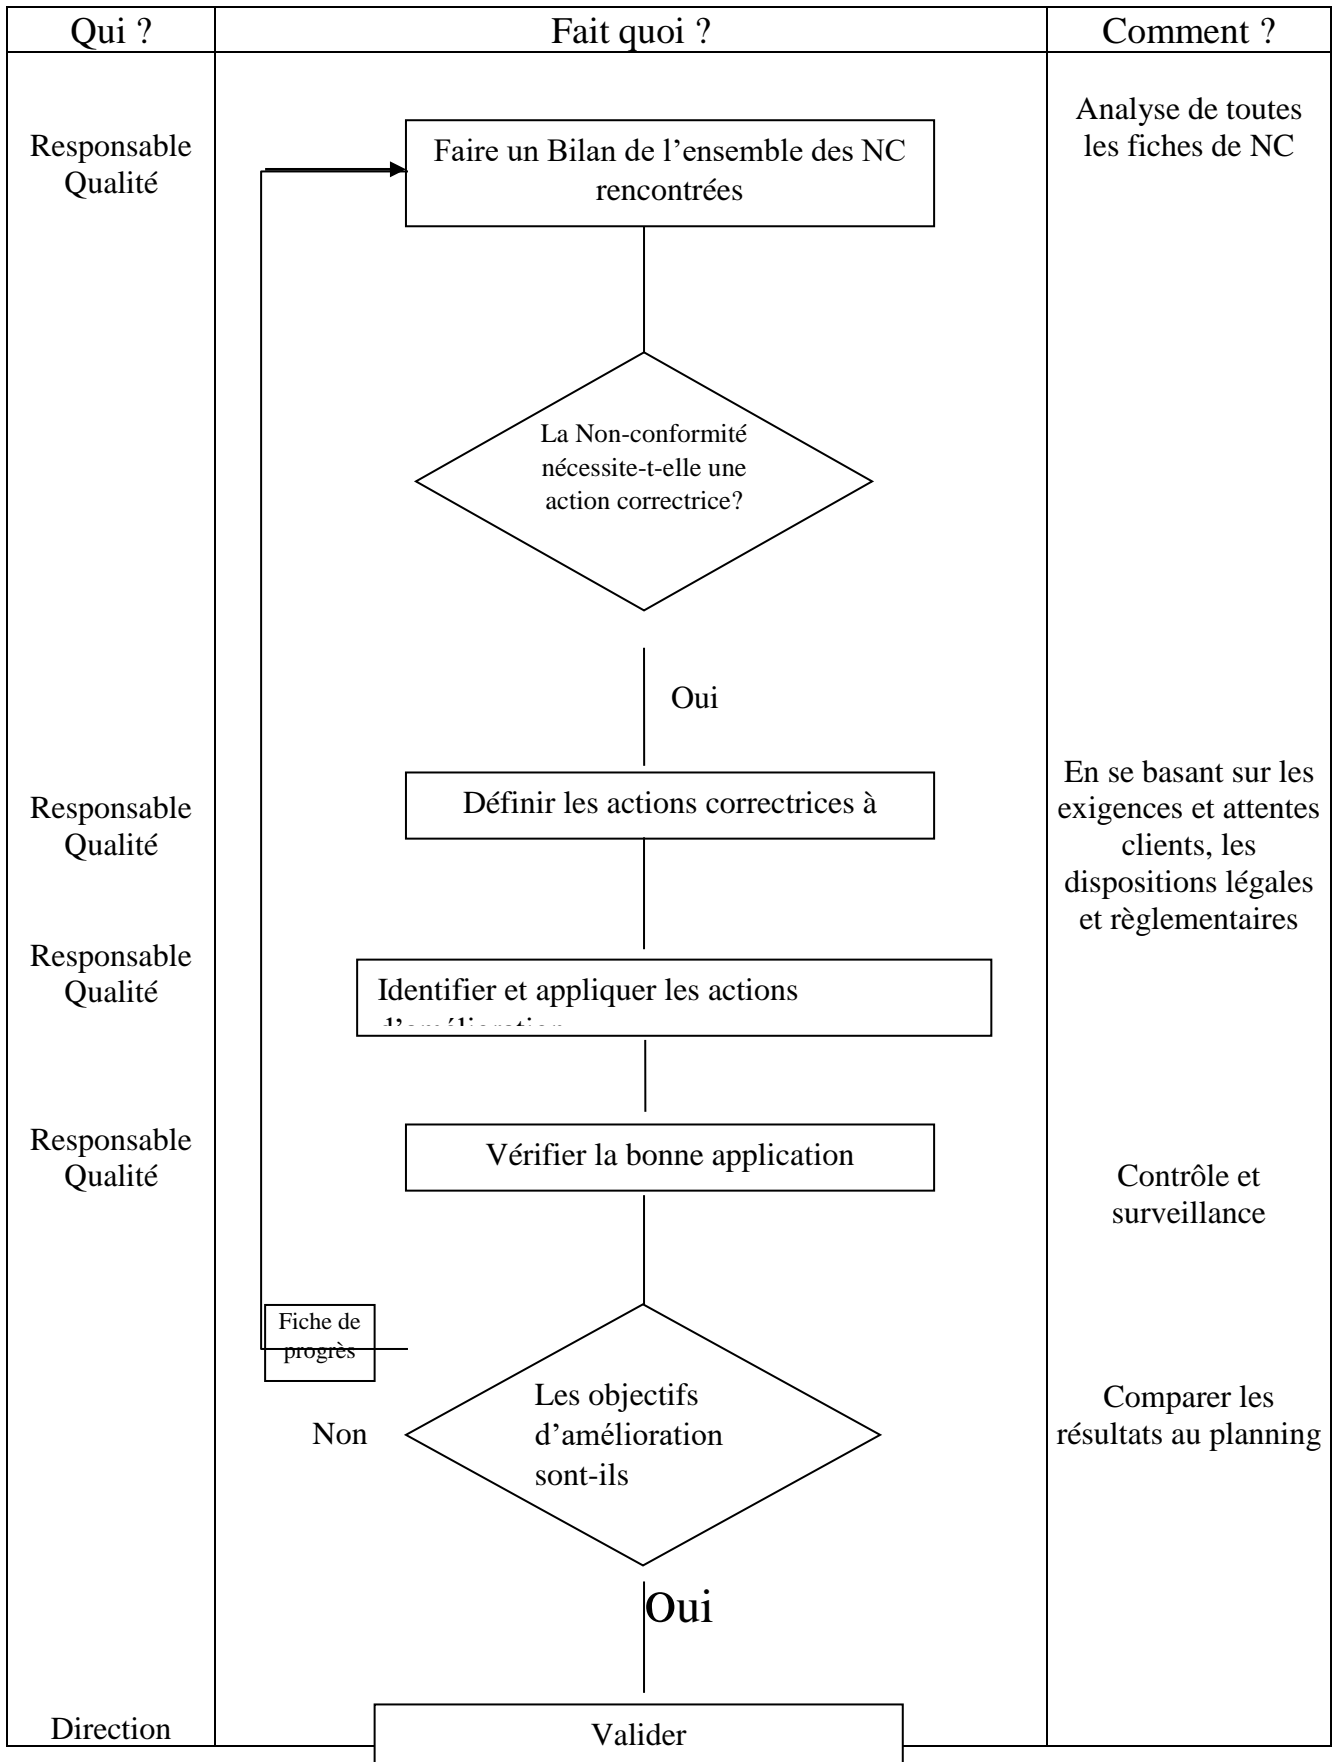 Qui ?
Fait quoi ?
Comment ?
Responsable
Qualité
Faire un Bilan de l’ensemble des NC
rencontrées
Analyse de toutes
les fiches de NC
La Non-conformité
nécessite-t-elle une
action correctrice?
Oui
Responsable
Qualité
Définir les actions correctrices à
En se basant sur les
exigences et attentes
clients, les
dispositions légales
et règlementaires
Responsable
Qualité
Identifier et appliquer les actions
Responsable
Qualité
Vérifier la bonne application
Contrôle et
surveillance
Fiche de
progrès
Non
Les objectifs
d’amélioration
sont-ils
Comparer les
résultats au planning
Oui
Direction
Valider